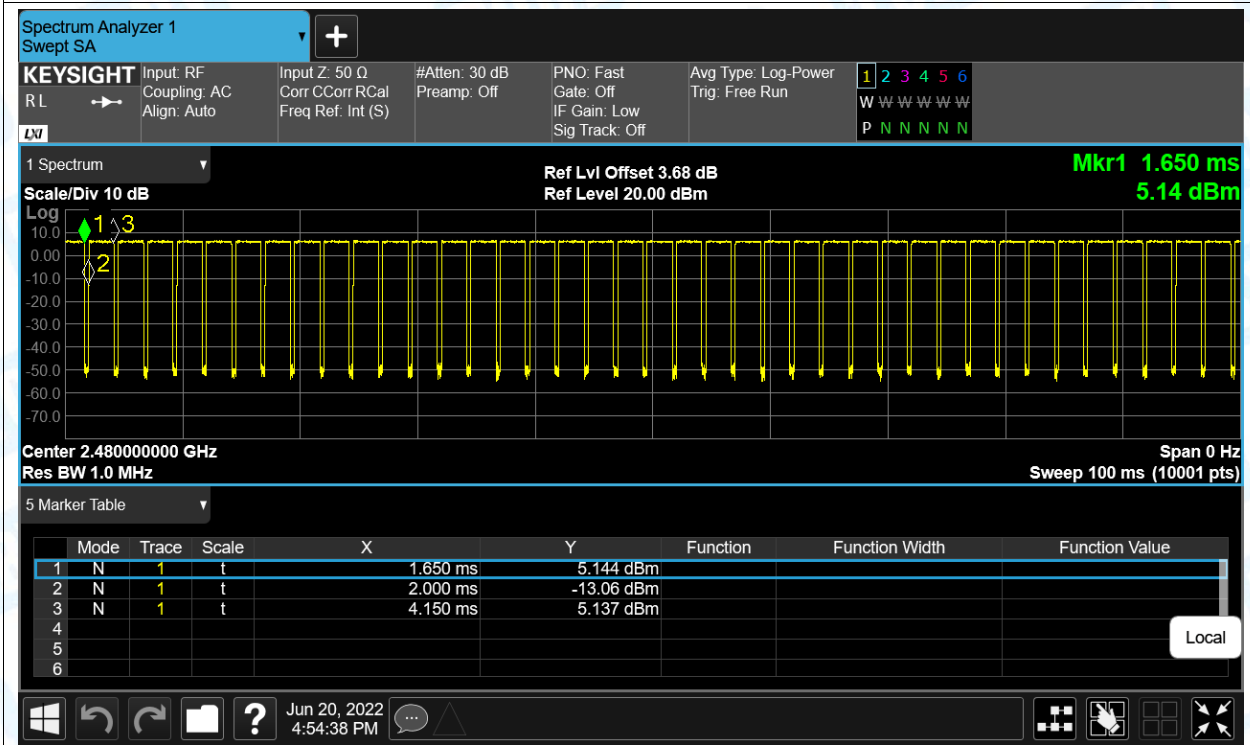 Spectrum Analyzer 1
Swept SA
KEYSIGHT
R L
LXI
Input: RF
Coupling: AC
Align: Auto
Input Z: 50 Ω
Corr CCorr RCal
Freq Ref: Int (S)
#Atten: 30 dB
Preamp: Off
PNO: Fast
Gate: Off
IF Gain: Low
Sig Track: Off
Avg Type: Log-Power
Trig: Free Run
1 2 3 4 5 6
W W W W W W
P N N N N N
1 Spectrum
Scale/Div 10 dB
Ref Lvl Offset 3.68 dB
Ref Level 20.00 dBm
Mkr1 1.650 ms
5.14 dBm
Log
10.0
0.00
-10.0
-20.0
-30.0
-40.0
-50.0
-60.0
-70.0
1
3
2
Center 2.480000000 GHz
Res BW 1.0 MHz
Span 0 Hz
Sweep 100 ms (10001 pts)
5 Marker Table
Mode Trace Scale X Y Function Function Width Function Value
1 N 1 t 1.650 ms 5.144 dBm
2 N 1 t 2.000 ms -13.06 dBm
3 N 1 t 4.150 ms 5.137 dBm
4
5
6
Local
?
Jun 20, 2022
4:54:38 PM